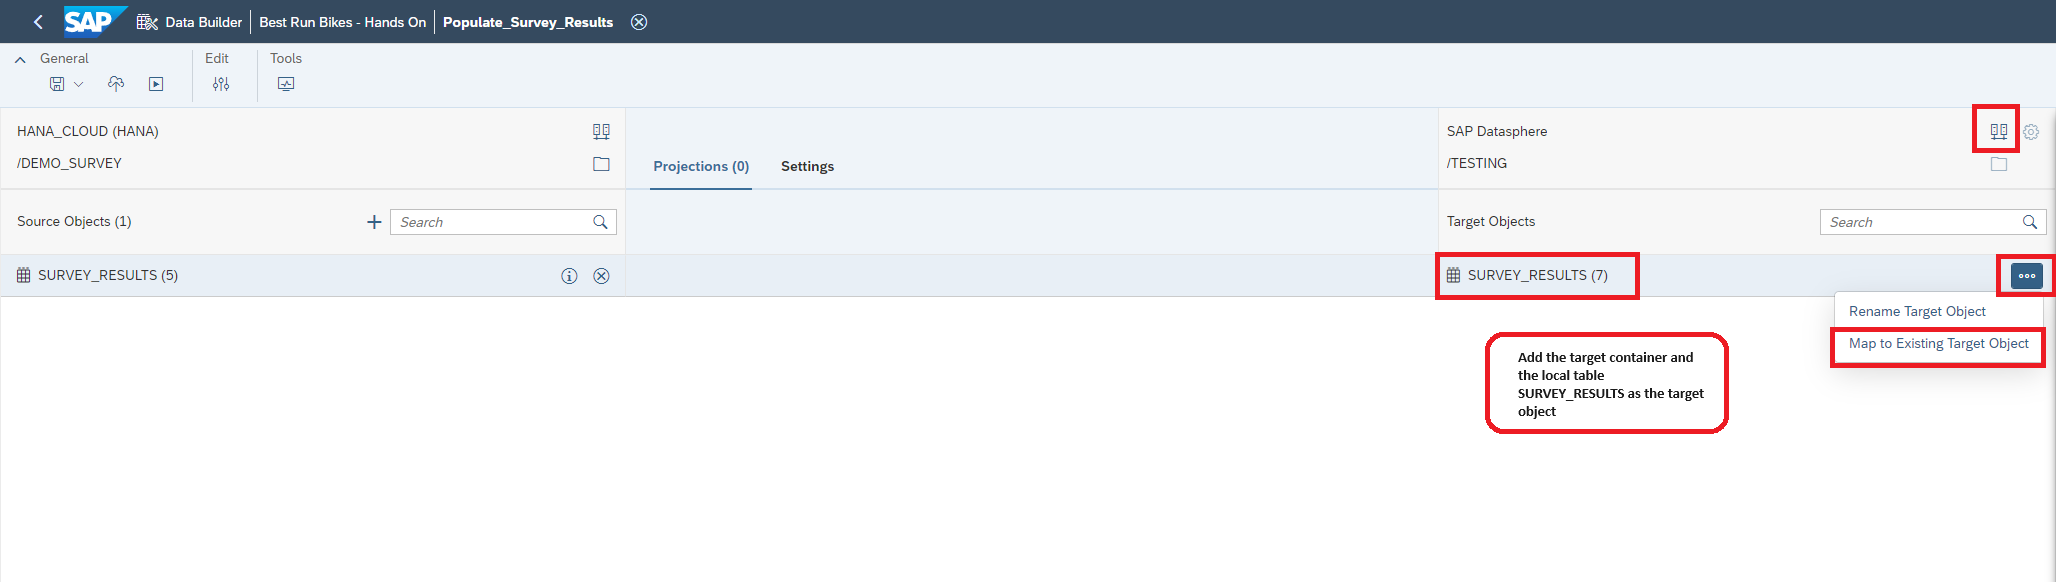 SAP Data Builder Best Run Bikes - Hands On Populate_Survey_Results
General Edit Tools
HANA_CLOUD (HANA)
/DEMO_SURVEY
Projections (0) Settings
SAP Datasphere
/TESTING
Source Objects (1) Search
Target Objects Search
SURVEY_RESULTS (5)
SURVEY_RESULTS (7)
Rename Target Object
Map to Existing Target Object
Add the target container and
the local table
SURVEY_RESULTS as the target
object